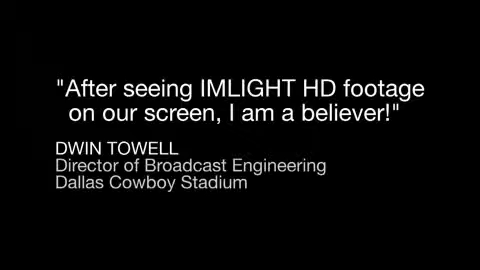 "After seeing IMLIGHT HD footage
on our screen, I am a believer!"
DWIN TOWELL
Director of Broadcast Engineering
Dallas Cowboy Stadium